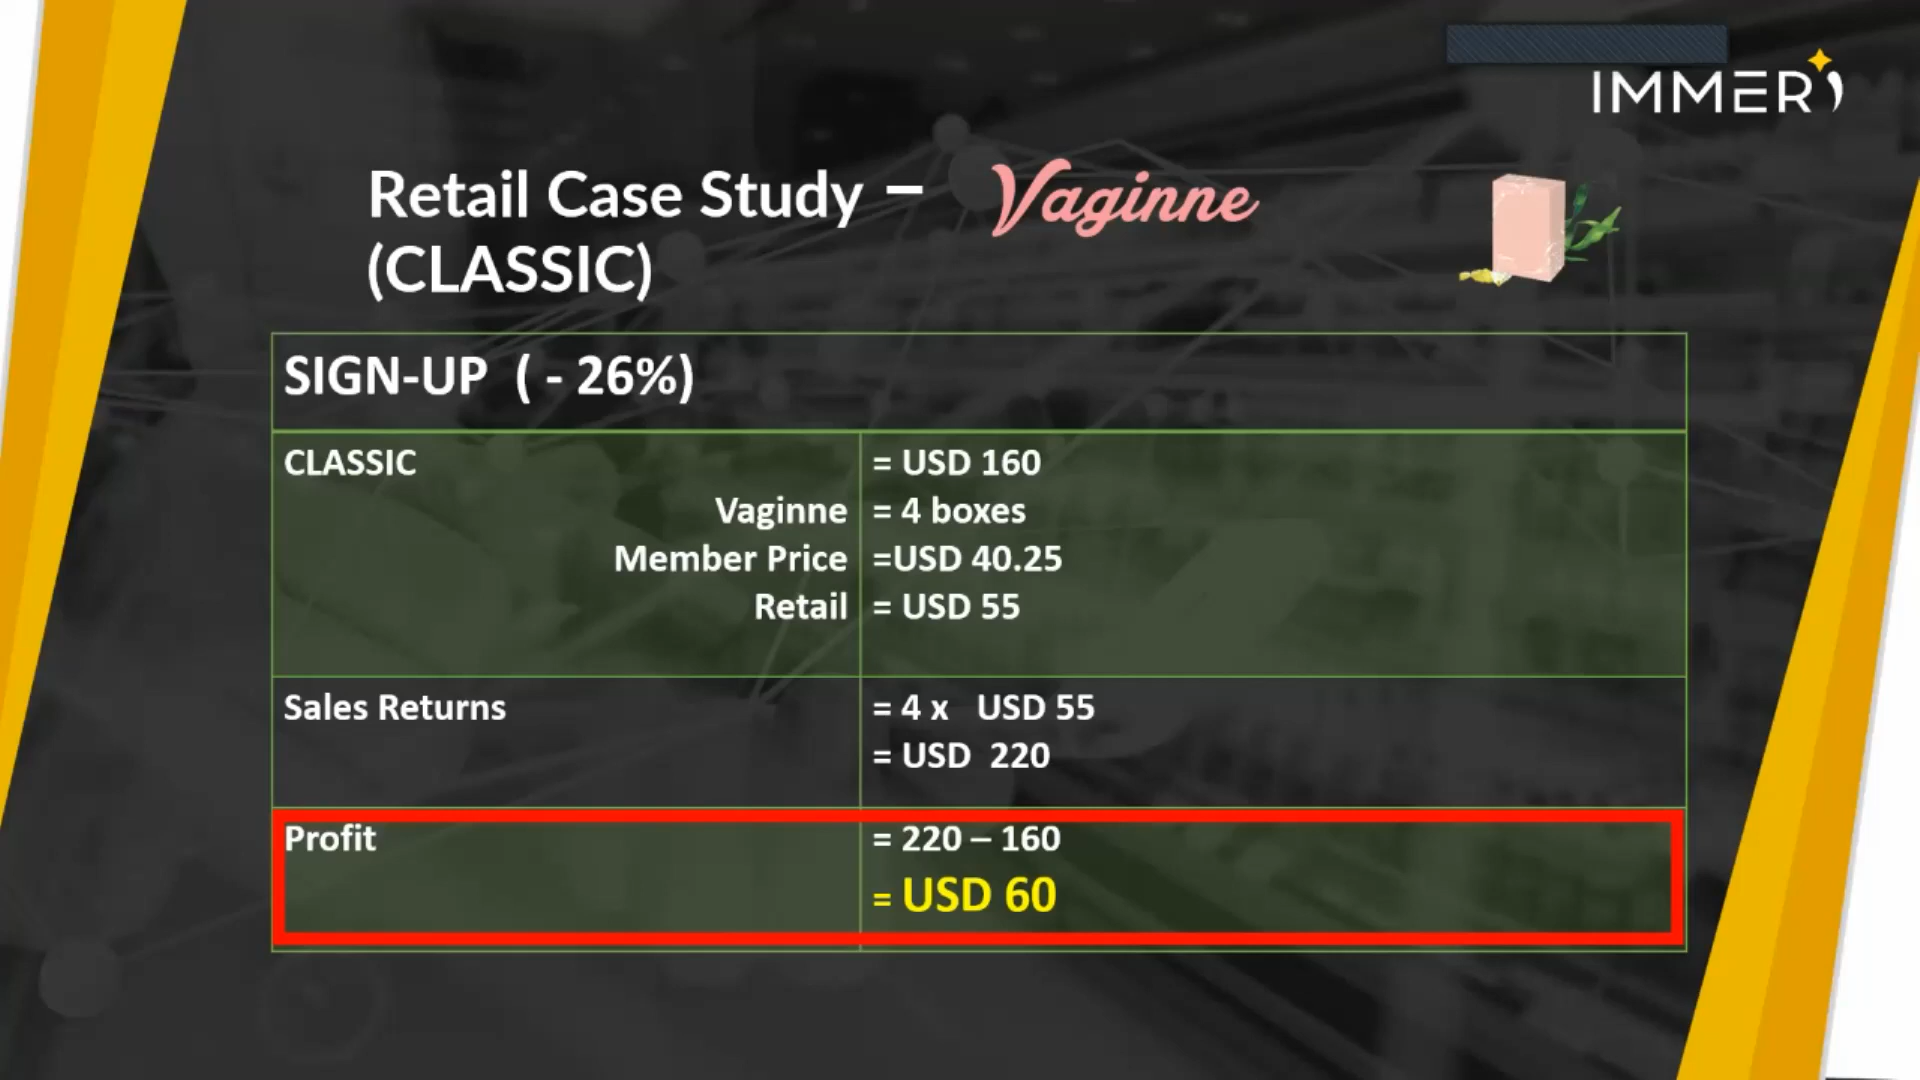 IMMERI
Retail Case Study – Vaginne
(CLASSIC)
SIGN-UP ( - 26%)
CLASSIC = USD 160
Vaginne = 4 boxes
Member Price =USD 40.25
Retail = USD 55
Sales Returns = 4 x USD 55
= USD 220
Profit = 220 – 160
= USD 60